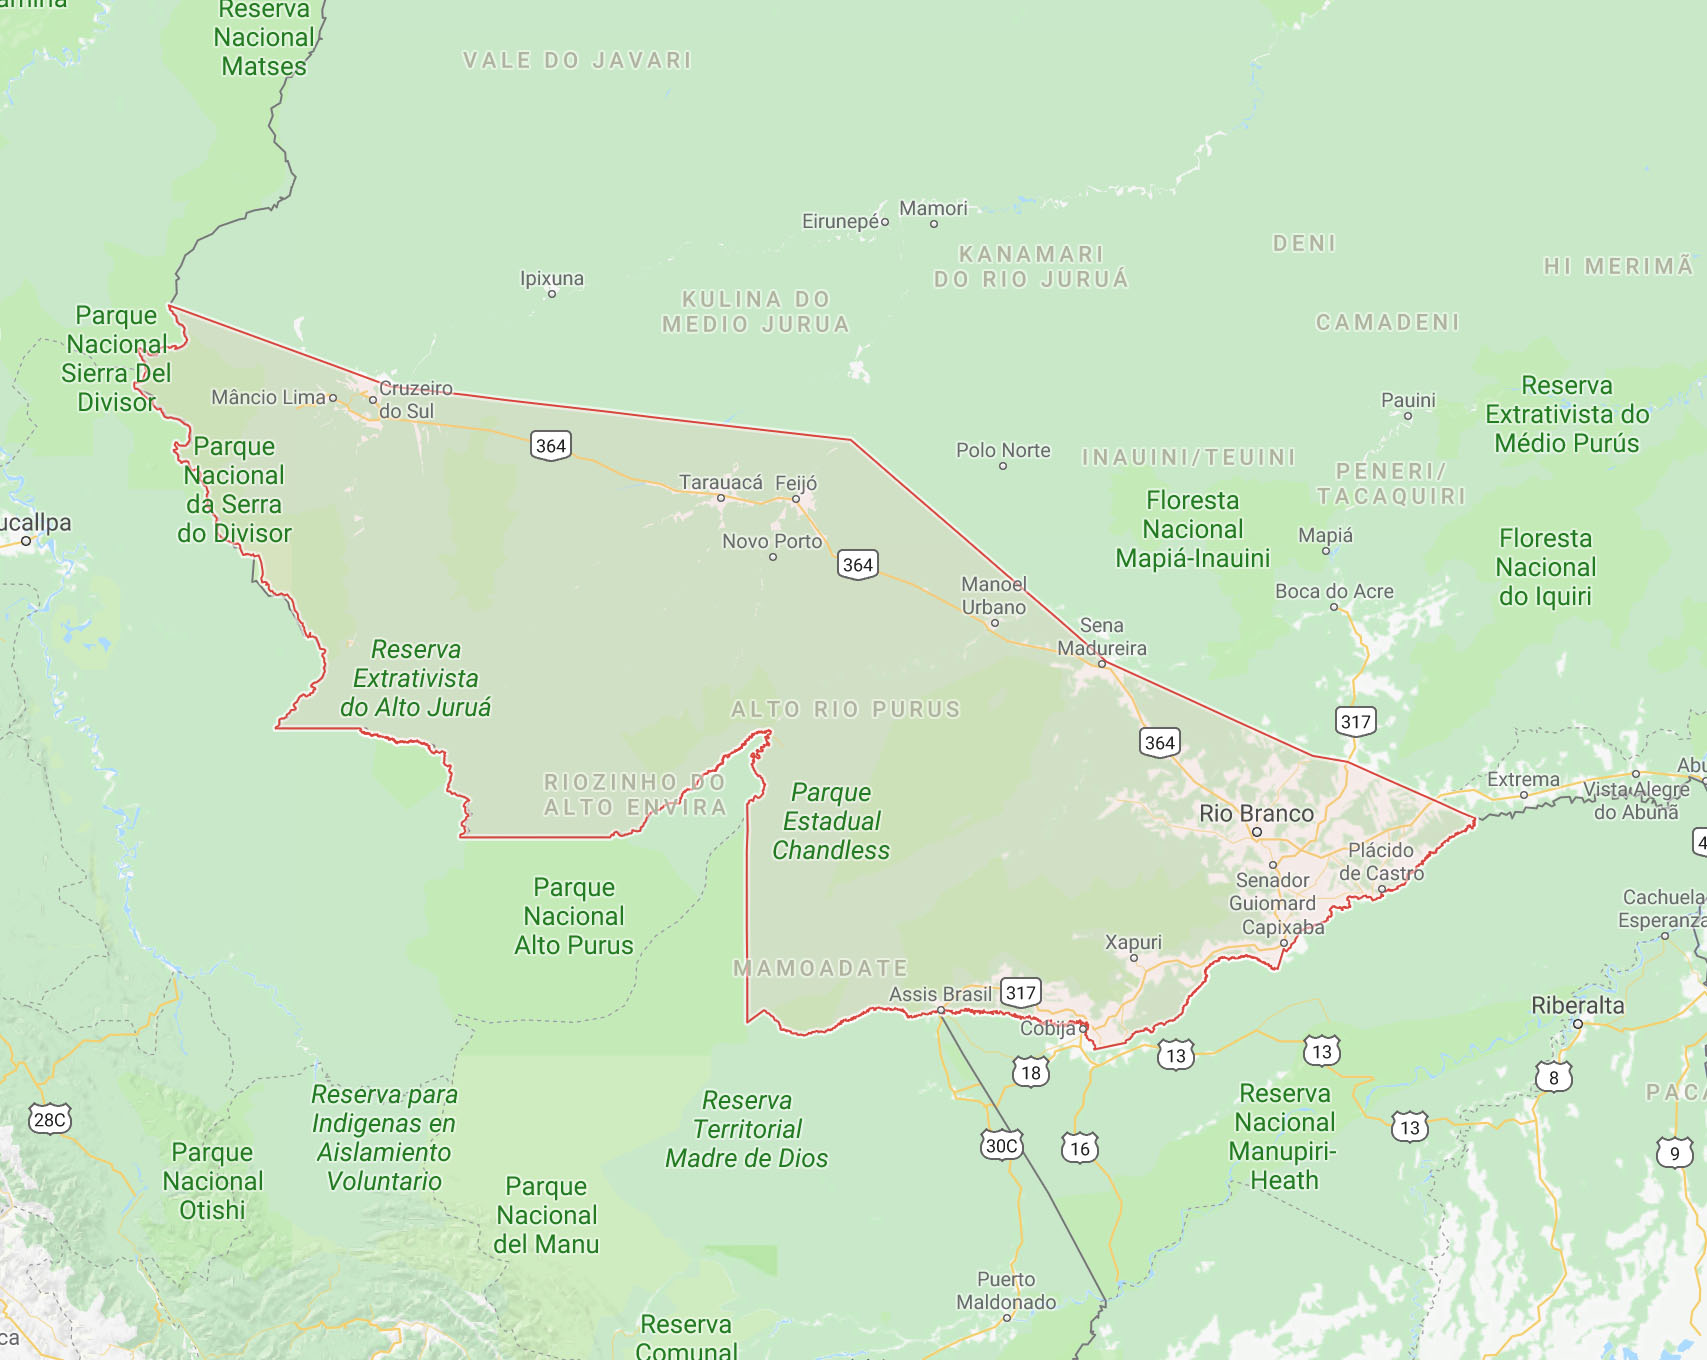 Reserva
Nacional
Matses
VALE DO JAVARI
Eirunepé
Mamori
KANAMARI
DO RIO JURUÁ
DENI
HI MERIMÃ
Ipixuna
KULINA DO
MEDIO JURUA
CAMADENI
Parque
Nacional
Sierra Del
Divisor
Mâncio Lima
Cruzeiro
do Sul
Pauini
Reserva
Extrativista do
Médio Purús
Parque
Nacional
da Serra
do Divisor
364
Polo Norte
INAUINI/TEUINI
PENERI/
TACAQUIRI
Tarauacá
Feijó
Floresta
Nacional
Mapiá-Inauini
ucallpa
Novo Porto
364
Mapiá
Floresta
Nacional
do Iquiri
Manoel
Urbano
Boca do Acre
Sena
Madureira
Reserva
Extrativista
do Alto Juruá
ALTO RIO PURUS
317
364
RIOZINHO DO
ALTO ENVIRA
Parque
Estadual
Chandless
Extrema
Abu
Vista Alegre
do Abunã
Rio Branco
4
Plácido
de Castro
Senador
Guiomard
Capixaba
Parque
Nacional
Alto Purus
Cachuela
Esperanza
Xapuri
MAMOADATE
Assis Brasil
317
Cobija
Riberalta
13
13
18
8
Reserva para
Indigenas en
Aislamiento
Voluntario
28C
Reserva
Territorial
Madre de Dios
Reserva
Nacional
Manupiri-
Heath
PACA
13
30C
16
9
Parque
Nacional
Otishi
Parque
Nacional
del Manu
Puerto
Maldonado
Reserva
Comunal
ca